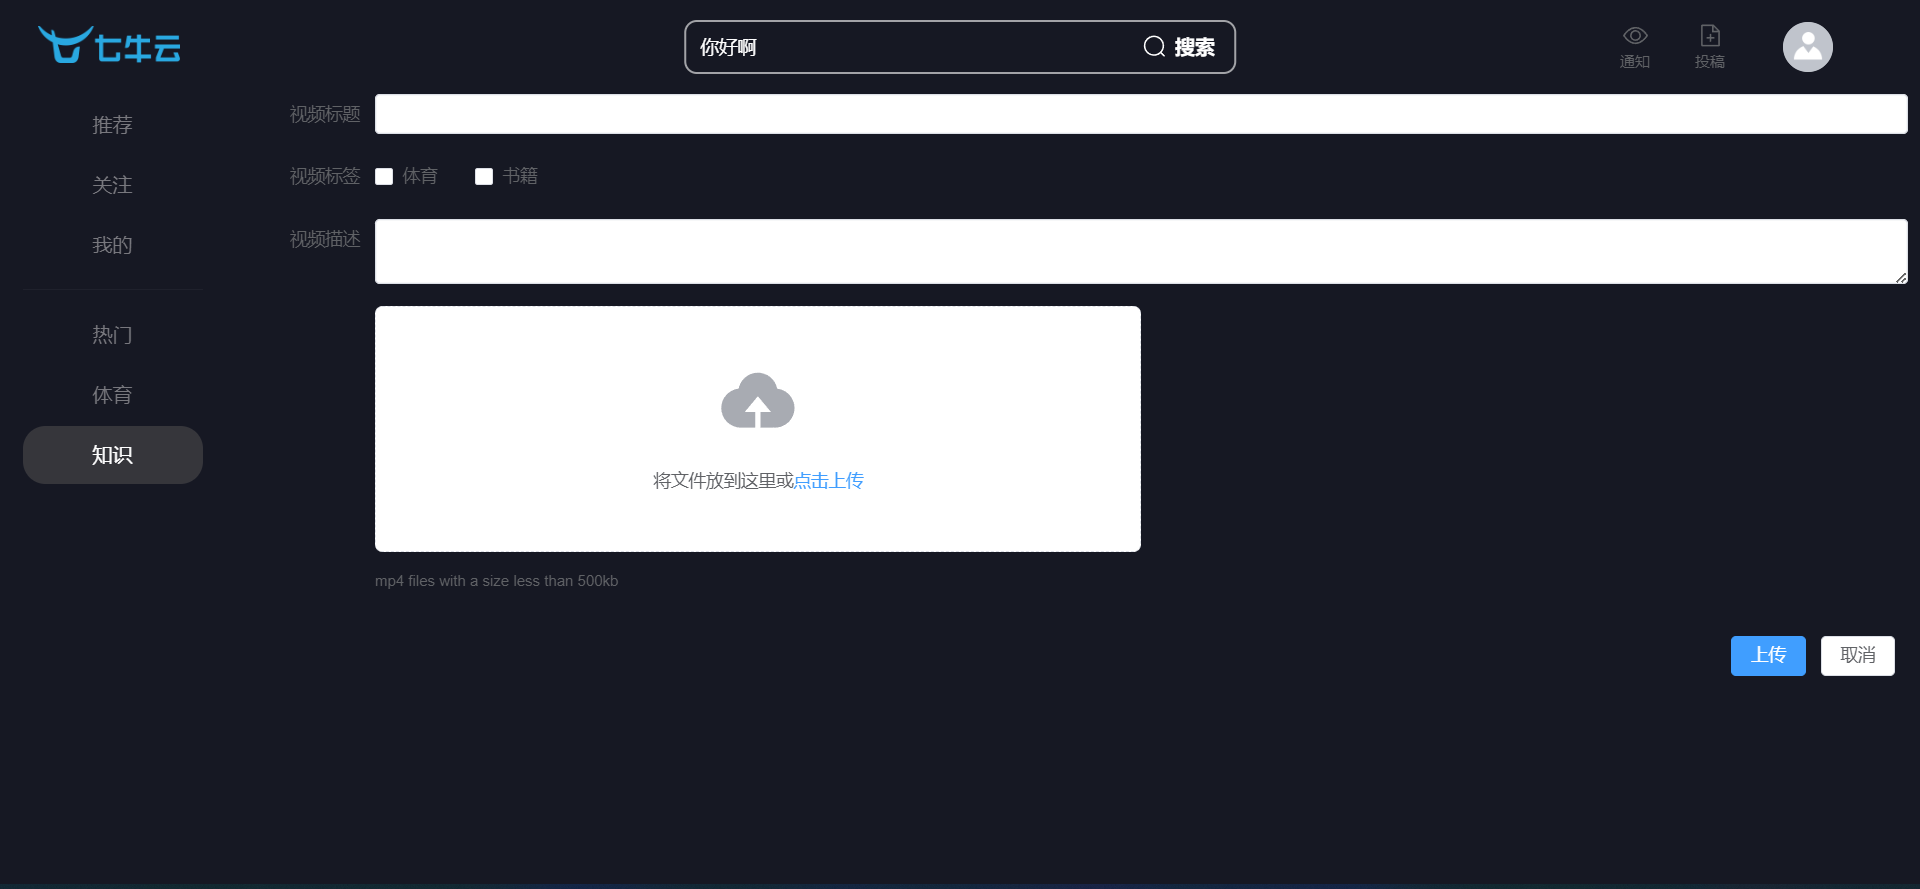 七牛云
你好啊 搜索
通知 投稿
推荐
关注
我的
热门
体育
知识
视频标题
视频标签 体育 书籍
视频描述
将文件放到这里或点击上传
mp4 files with a size less than 500kb
上传 取消